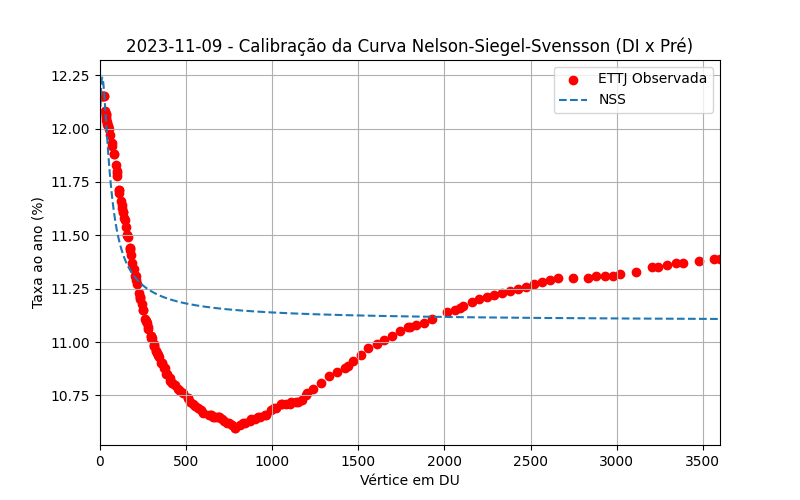 2023-11-09 - Calibração da Curva Nelson-Siegel-Svensson (DI x Pré)
ETTJ Observada
NSS
Taxa ao ano (%)
12.25
12.00
11.75
11.50
11.25
11.00
10.75
0 500 1000 1500 2000 2500 3000 3500
Vértice em DU